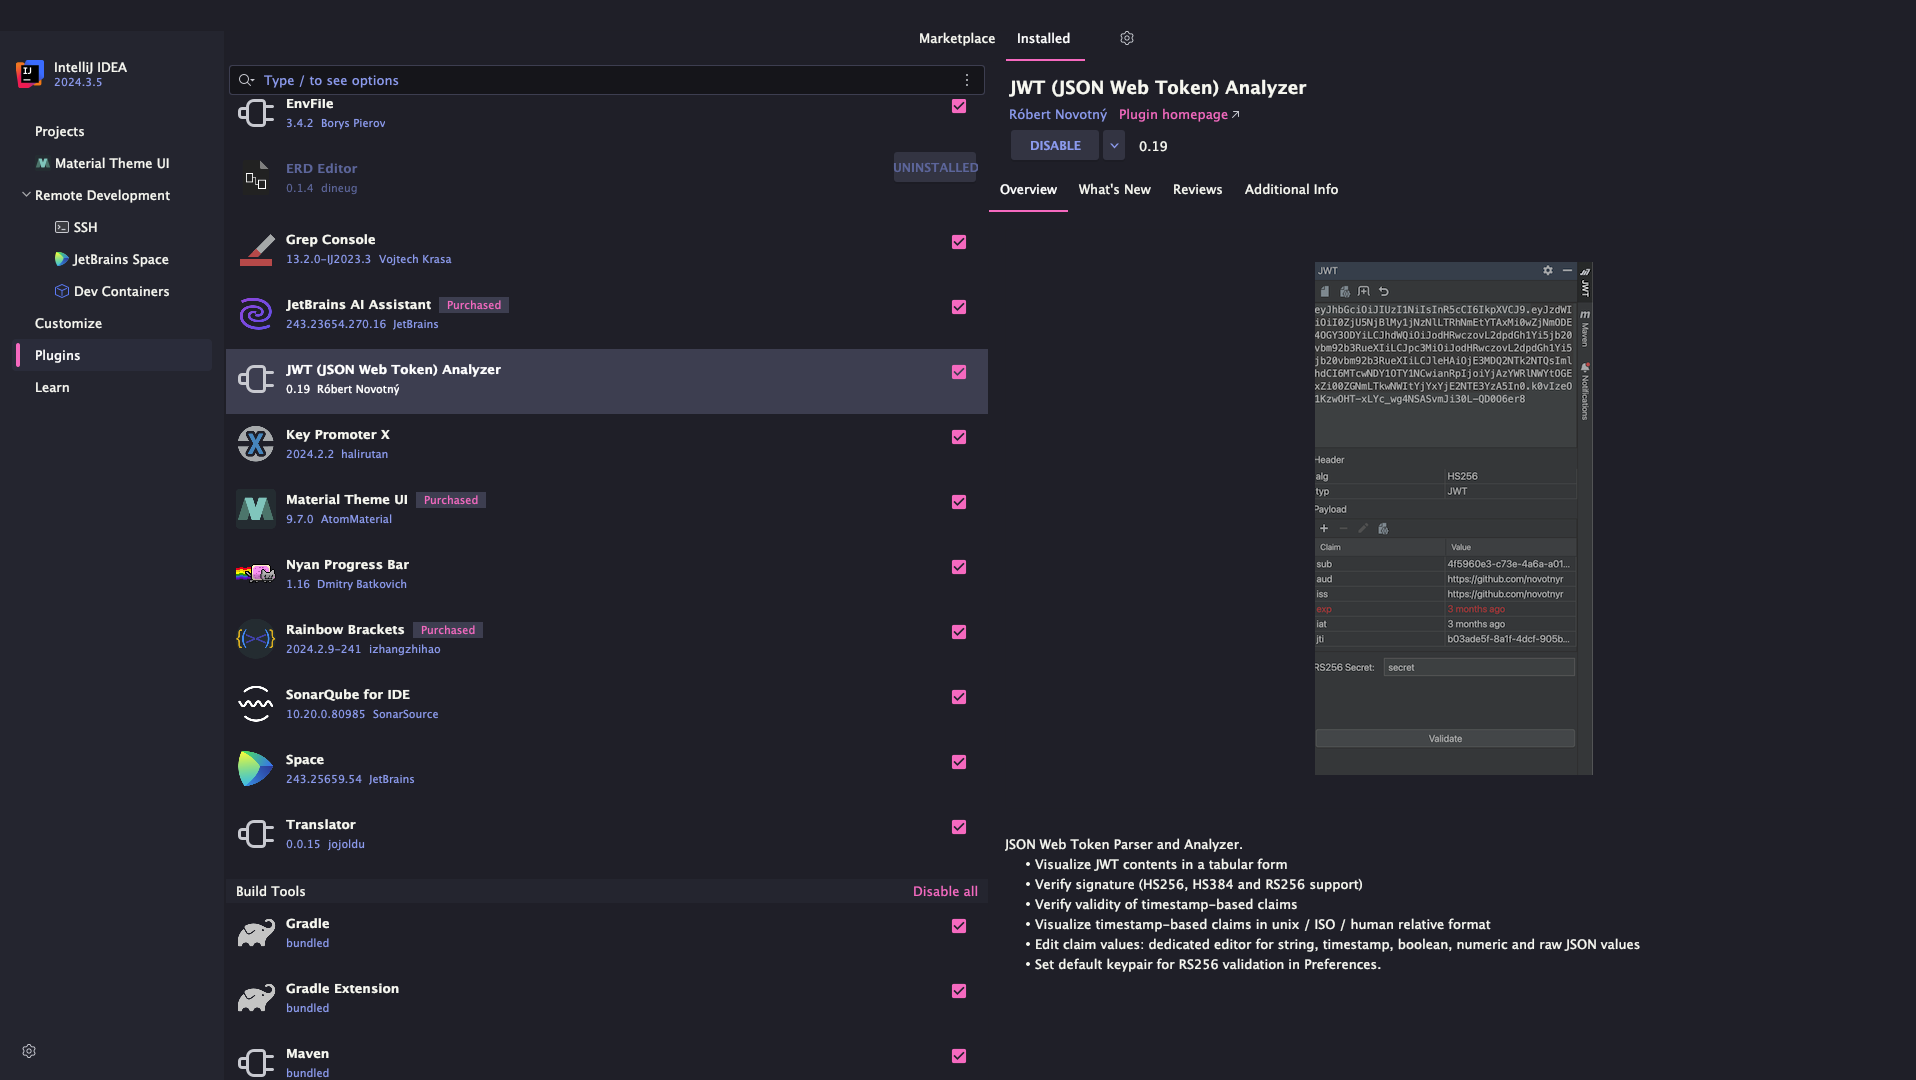 IntelliJ IDEA
2024.3.5
Projects
Material Theme UI
Remote Development
SSH
JetBrains Space
Dev Containers
Customize
Plugins
Learn
Marketplace
Installed
Type / to see options
EnvFile
3.4.2 Borys Pierov
ERD Editor
0.1.4 dineug
UNINSTALLED
Grep Console
13.2.0-IJ2023.3 Vojtech Krasa
JetBrains AI Assistant Purchased
243.23654.270.16 JetBrains
JWT (JSON Web Token) Analyzer
0.19 Róbert Novotný
Key Promoter X
2024.2.2 halirutan
Material Theme UI Purchased
9.7.0 AtomMaterial
Nyan Progress Bar
1.16 Dmitry Batkovich
Rainbow Brackets Purchased
2024.2.9-241 izhangzhihao
SonarQube for IDE
10.20.0.80985 SonarSource
Space
243.25659.54 JetBrains
Translator
0.0.15 jojoldu
Build Tools
Disable all
Gradle
bundled
Gradle Extension
bundled
Maven
bundled
JWT (JSON Web Token) Analyzer
Róbert Novotný Plugin homepage
DISABLE
0.19
Overview
What's New
Reviews
Additional Info
JWT
JWT
Maven
Notifications
Header
alg HS256
typ JWT
Payload
Claim Value
sub 4f5960e3-c73e-4a6a-a01...
aud https://github.com/novotnyr
iss https://github.com/novotnyr
exp 3 months ago
iat 3 months ago
jti b03ade5f-8a1f-4dcf-905b...
RS256 Secret: secret
Validate
JSON Web Token Parser and Analyzer.
• Visualize JWT contents in a tabular form
• Verify signature (HS256, HS384 and RS256 support)
• Verify validity of timestamp-based claims
• Visualize timestamp-based claims in unix / ISO / human relative format
• Edit claim values: dedicated editor for string, timestamp, boolean, numeric and raw JSON values
• Set default keypair for RS256 validation in Preferences.